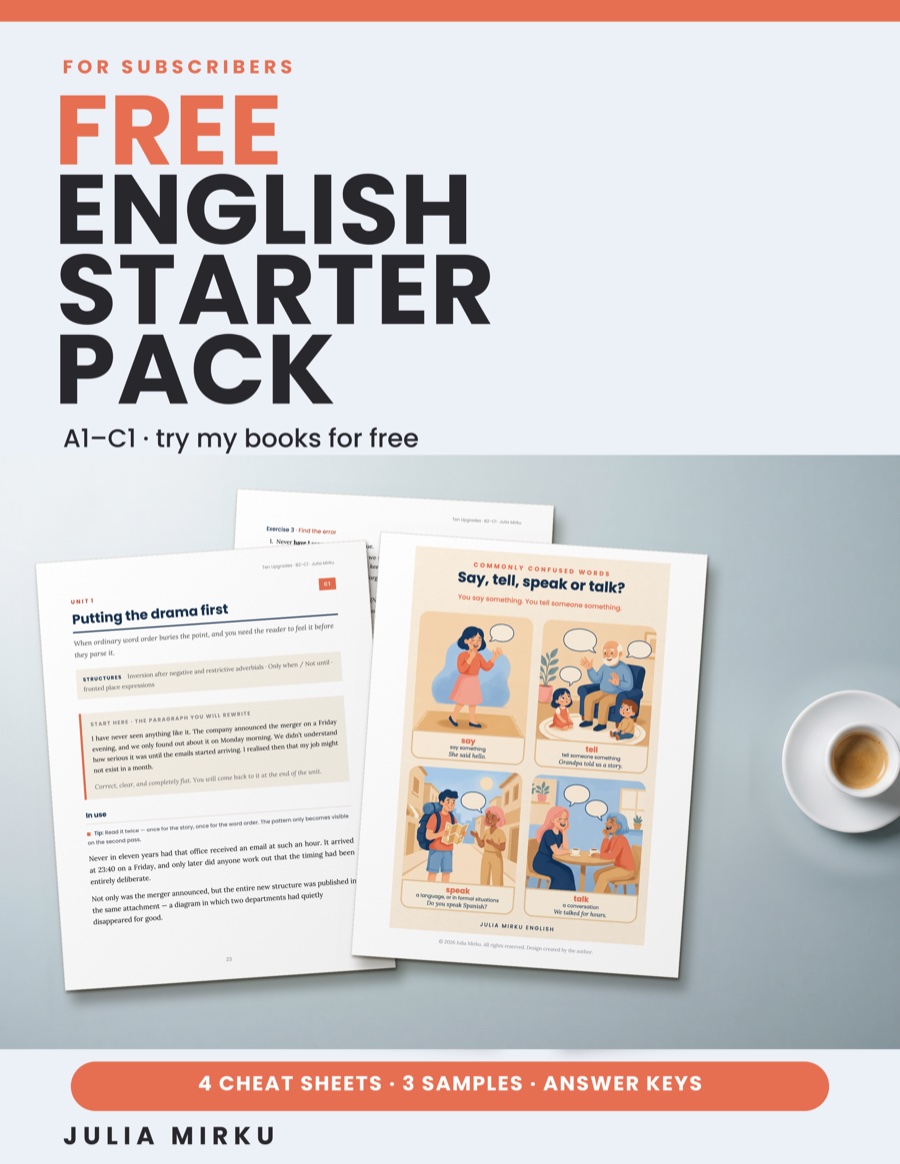 FOR SUBSCRIBERS
FREE
ENGLISH
STARTER
PACK
A1–C1 · try my books for free
Ten Upgrades · B2–C1 · Julia Mirku
Exercise 3 · Find the error
1. Never
Ten Upgrades · B2–C1 · Julia Mirku
C1
UNIT 1
Putting the drama first
When ordinary word order buries the point, and you need the reader to feel it before
they parse it.
STRUCTURES Inversion after negative and restrictive adverbials · Only when / Not until ·
fronted place expressions
START HERE · THE PARAGRAPH YOU WILL REWRITE
I have never seen anything like it. The company announced the merger on a Friday
evening, and we only found out about it on Monday morning. We didn't understand
how serious it was until the emails started arriving. I realised then that my job might
not exist in a month.
Correct, clear, and completely flat. You will come back to it at the end of the unit.
In use
Tip: Read it twice — once for the story, once for the word order. The pattern only becomes visible
on the second pass.
Never in eleven years had that office received an email at such an hour. It arrived
at 23:40 on a Friday, and only later did anyone work out that the timing had been
entirely deliberate.
Not only was the merger announced, but the entire new structure was published in
the same attachment — a diagram in which two departments had quietly
disappeared for good.
23
COMMONLY CONFUSED WORDS
Say, tell, speak or talk?
You say something. You tell someone something.
say
say something
She said hello.
tell
tell someone something
Grandpa told us a story.
speak
a language, or in formal situations
Do you speak Spanish?
talk
a conversation
We talked for hours.
JULIA MIRKU ENGLISH
© 2026 Julia Mirku. All rights reserved. Design created by the author.
4 CHEAT SHEETS · 3 SAMPLES · ANSWER KEYS
JULIA MIRKU